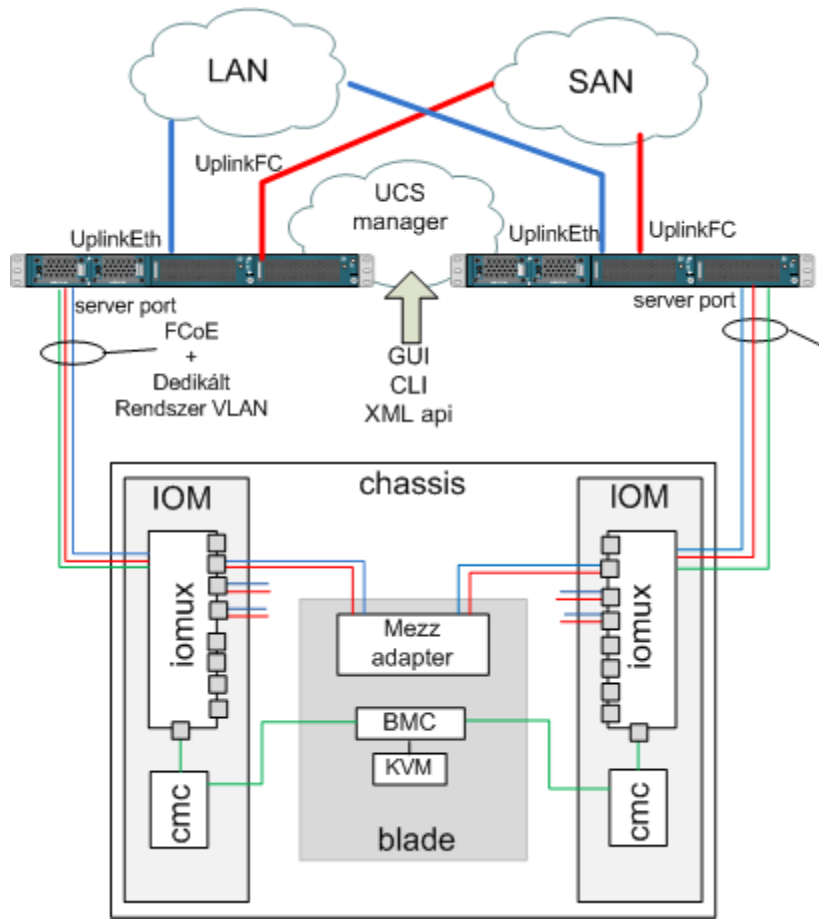 LAN
SAN
UplinkFC
UCS
manager
UplinkEth
UplinkEth
UplinkFC
server port
server port
FCoE
+
Dedikált
Rendszer VLAN
GUI
CLI
XML api
chassis
IOM
IOM
iomux
iomux
Mezz
adapter
BMC
KVM
cmc
cmc
blade